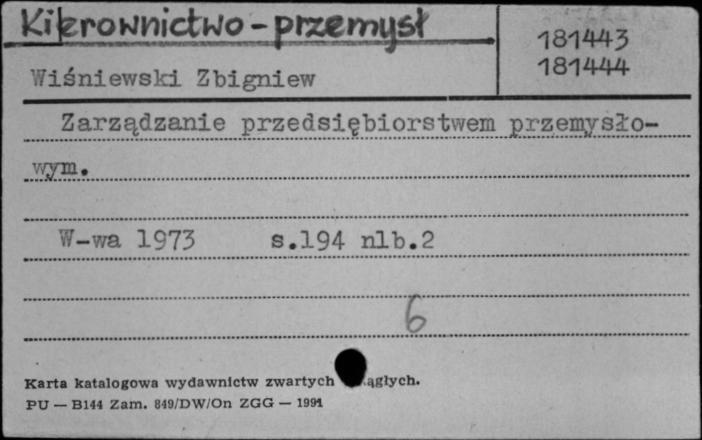 Kierownictwo - przemysł
181443
181444
Wiśniewski Zbigniew
Zarządzanie przedsiębiorstwem przemysło-
wym.
W-wa 1973 s.194 nlb.2
6
Karta katalogowa wydawnictw zwartych
PU — B144 Zam. 849/DW/On ZGG — 1991